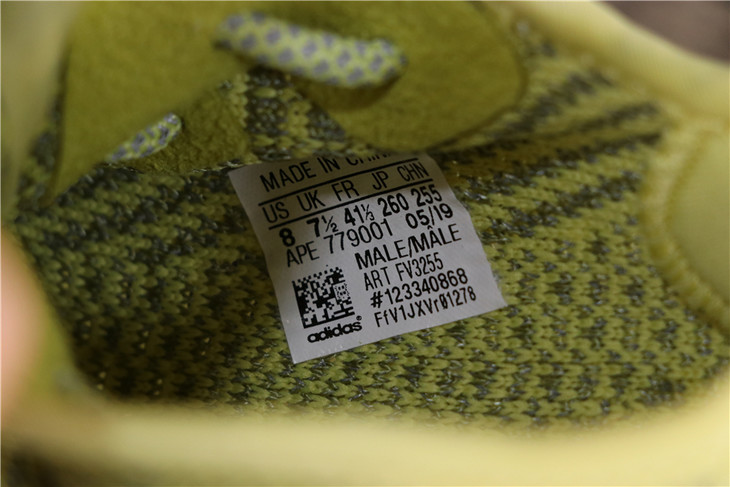 MADE IN CHINA
US UK FR JP CHN
8 7½ 41⅓ 260 255
APE 779001 05/19
MALE/MÂLE
ART FV3255
#123340868
FfV1JXVr01278
adidas